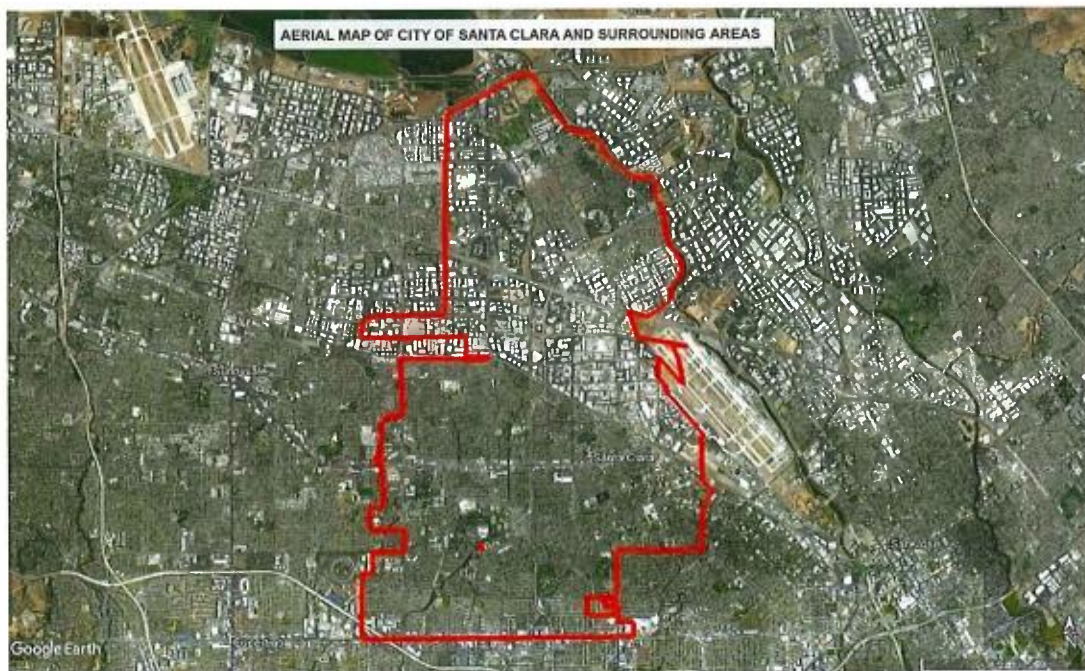 AERIAL MAP OF CITY OF SANTA CLARA AND SURROUNDING AREAS
Santa Clara
Google Earth